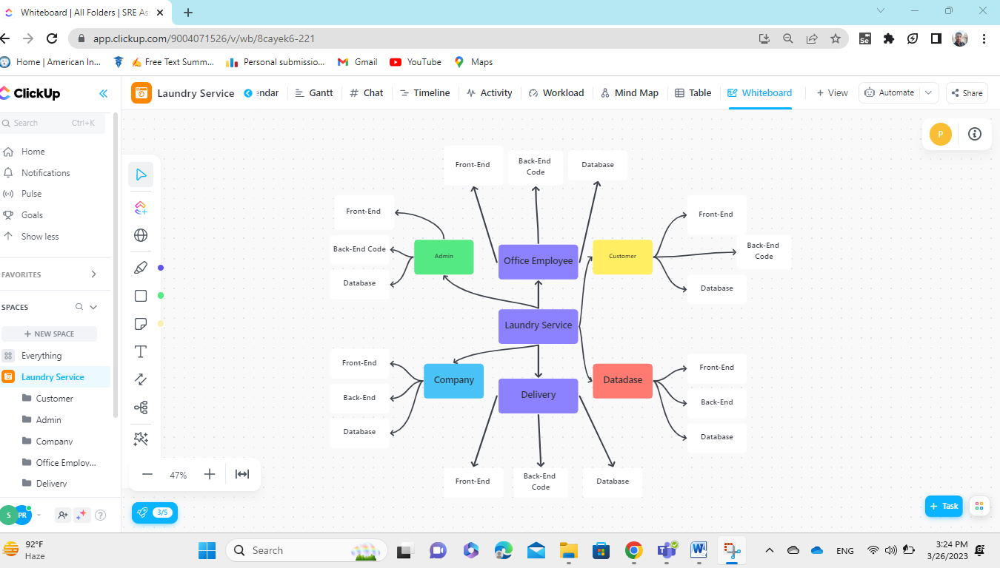 Whiteboard | All Folders | SRE As
app.clickup.com/9004071526/v/wb/8cayek6-221
Se
Home | American In...
Free Text Summ...
Personal submissio...
Gmail
YouTube
Maps
ClickUp
Laundry Service
endar
Gantt
Chat
Timeline
Activity
Workload
Mind Map
Table
Whiteboard
+ View
Automate
Share
Search Ctrl+K
Home
Notifications
Pulse
Goals
Show less
FAVORITES
SPACES
+ NEW SPACE
Everything
Laundry Service
Customer
Admin
Company
Office Employ...
Delivery
S
PR
P
Front-End
Back-End
Code
Database
Front-End
Back-End Code
Database
Admin
Office Employee
Customer
Front-End
Back-End
Code
Database
Laundry Service
Front-End
Back-End
Database
Company
Delivery
Datadase
Front-End
Back-End
Database
Front-End
Back-End
Code
Database
47%
3/5
+ Task
92°F
Haze
Search
ENG
3:24 PM
3/26/2023